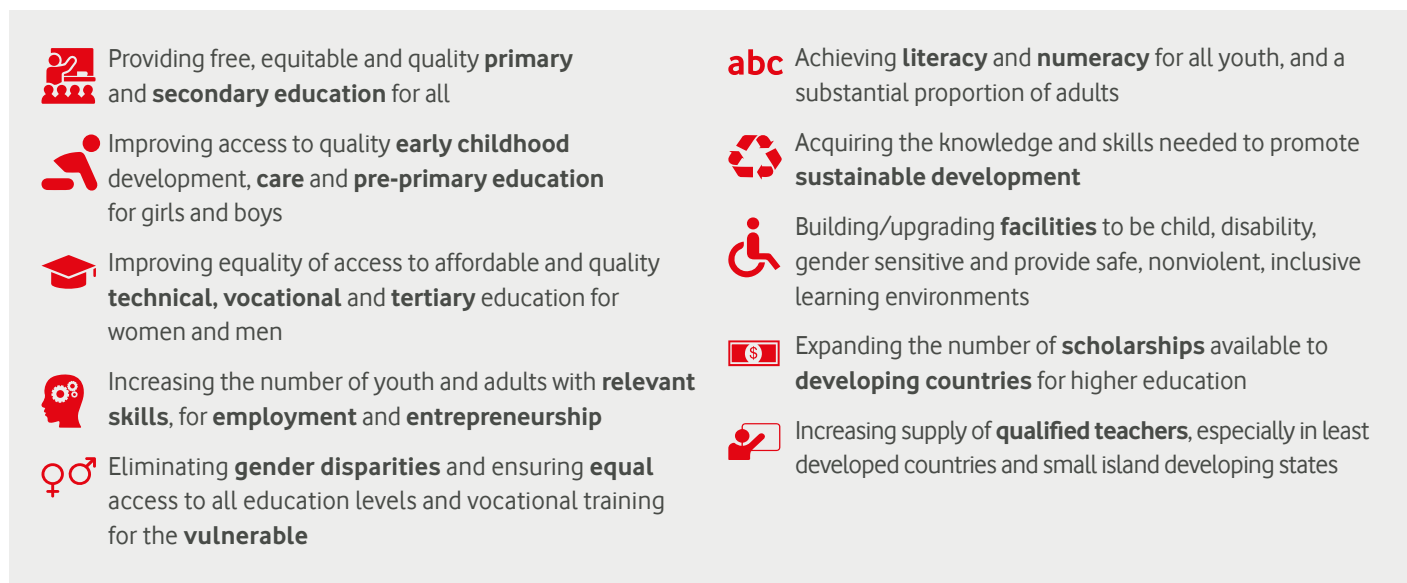 Providing free, equitable and quality primary
and secondary education for all
Improving access to quality early childhood
development, care and pre-primary education
for girls and boys
Improving equality of access to affordable and quality
technical, vocational and tertiary education for
women and men
Increasing the number of youth and adults with relevant
skills, for employment and entrepreneurship
Eliminating gender disparities and ensuring equal
access to all education levels and vocational training
for the vulnerable
abc
Achieving literacy and numeracy for all youth, and a
substantial proportion of adults
Acquiring the knowledge and skills needed to promote
sustainable development
Building/upgrading facilities to be child, disability,
gender sensitive and provide safe, nonviolent, inclusive
learning environments
$
Expanding the number of scholarships available to
developing countries for higher education
Increasing supply of qualified teachers, especially in least
developed countries and small island developing states